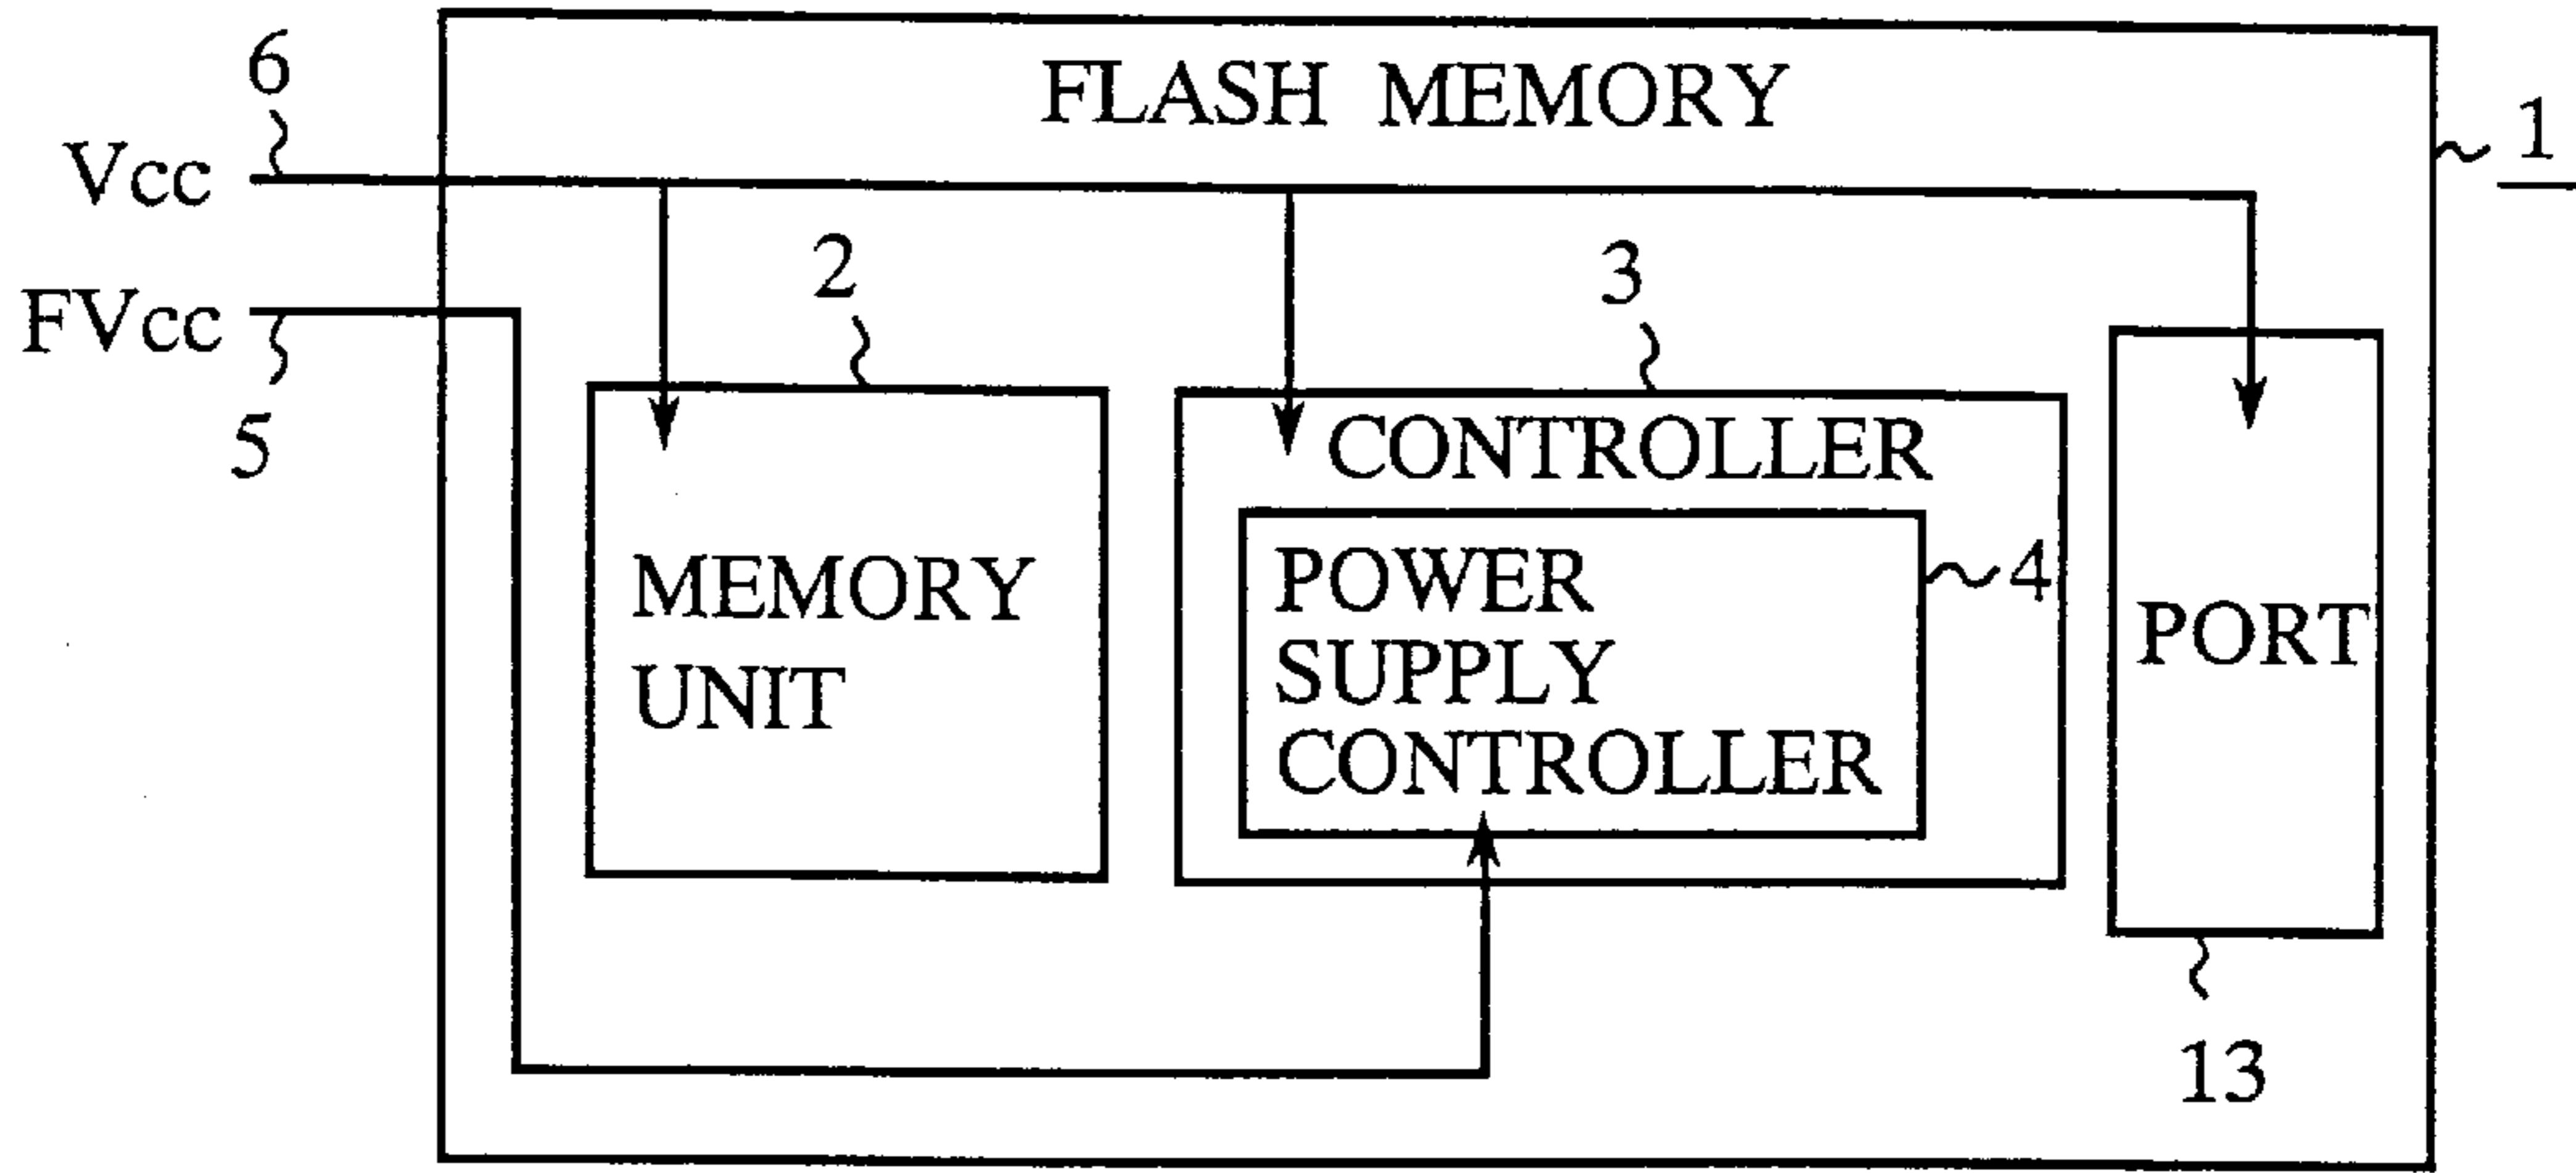 FLASH MEMORY
6
1
Vcc
2
3
FVcc
5
CONTROLLER
MEMORY
UNIT
POWER
SUPPLY
CONTROLLER
4
PORT
13